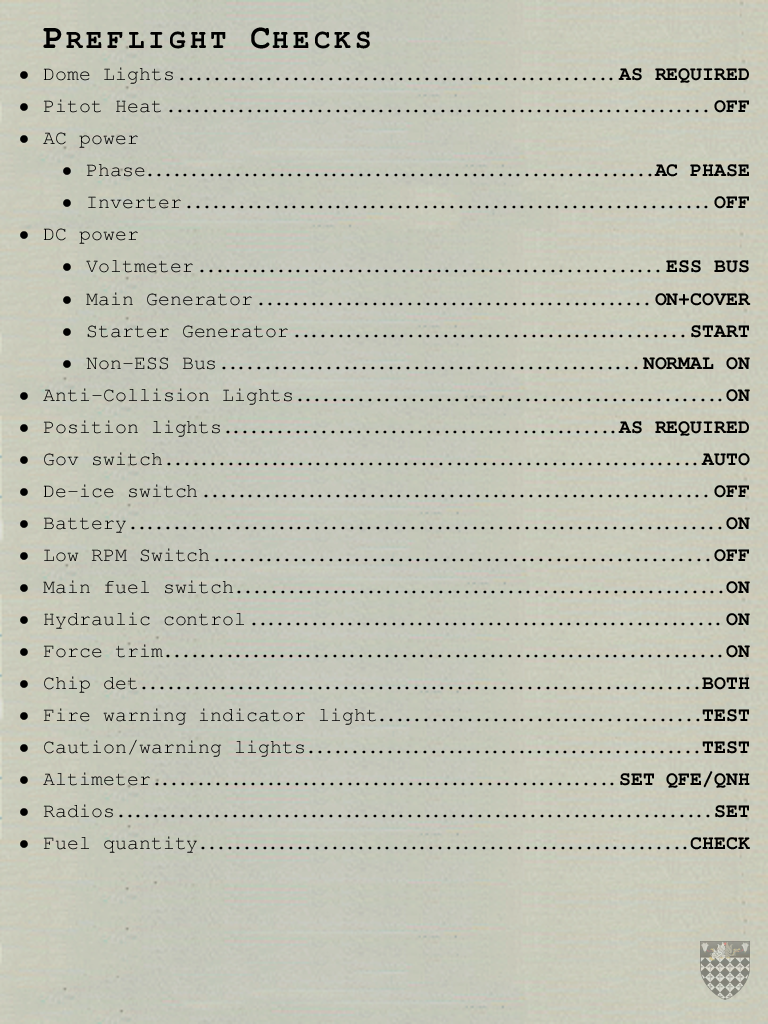 Preflight Checks
● Dome Lights.....................................................AS REQUIRED
● Pitot Heat..............................................................OFF
● AC power
● Phase.........................................................AC PHASE
● Inverter...........................................................OFF
● DC power
● Voltmeter......................................................ESS BUS
● Main Generator................................................ON+COVER
● Starter Generator................................................START
● Non-ESS Bus..................................................NORMAL ON
● Anti-Collision Lights....................................................ON
● Position lights................................................AS REQUIRED
● Gov switch..................................................................AUTO
● De-ice switch..............................................................OFF
● Battery.......................................................................ON
● Low RPM Switch.............................................................OFF
● Main fuel switch............................................................ON
● Hydraulic control..........................................................ON
● Force trim....................................................................ON
● Chip det....................................................................BOTH
● Fire warning indicator light.......................................TEST
● Caution/warning lights................................................TEST
● Altimeter......................................................SET QFE/QNH
● Radios........................................................................SET
● Fuel quantity............................................................CHECK